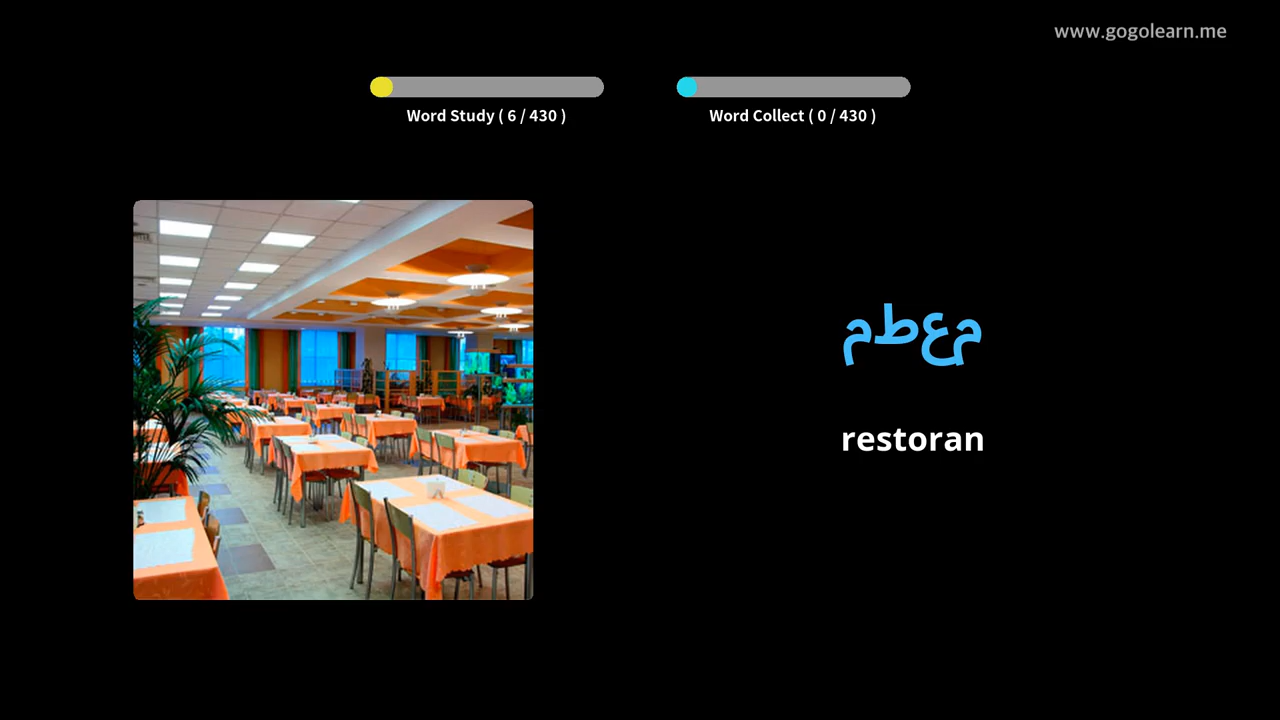 www.gogolearn.me
Word Study ( 6 / 430 )
Word Collect ( 0 / 430 )
مطعم
restoran